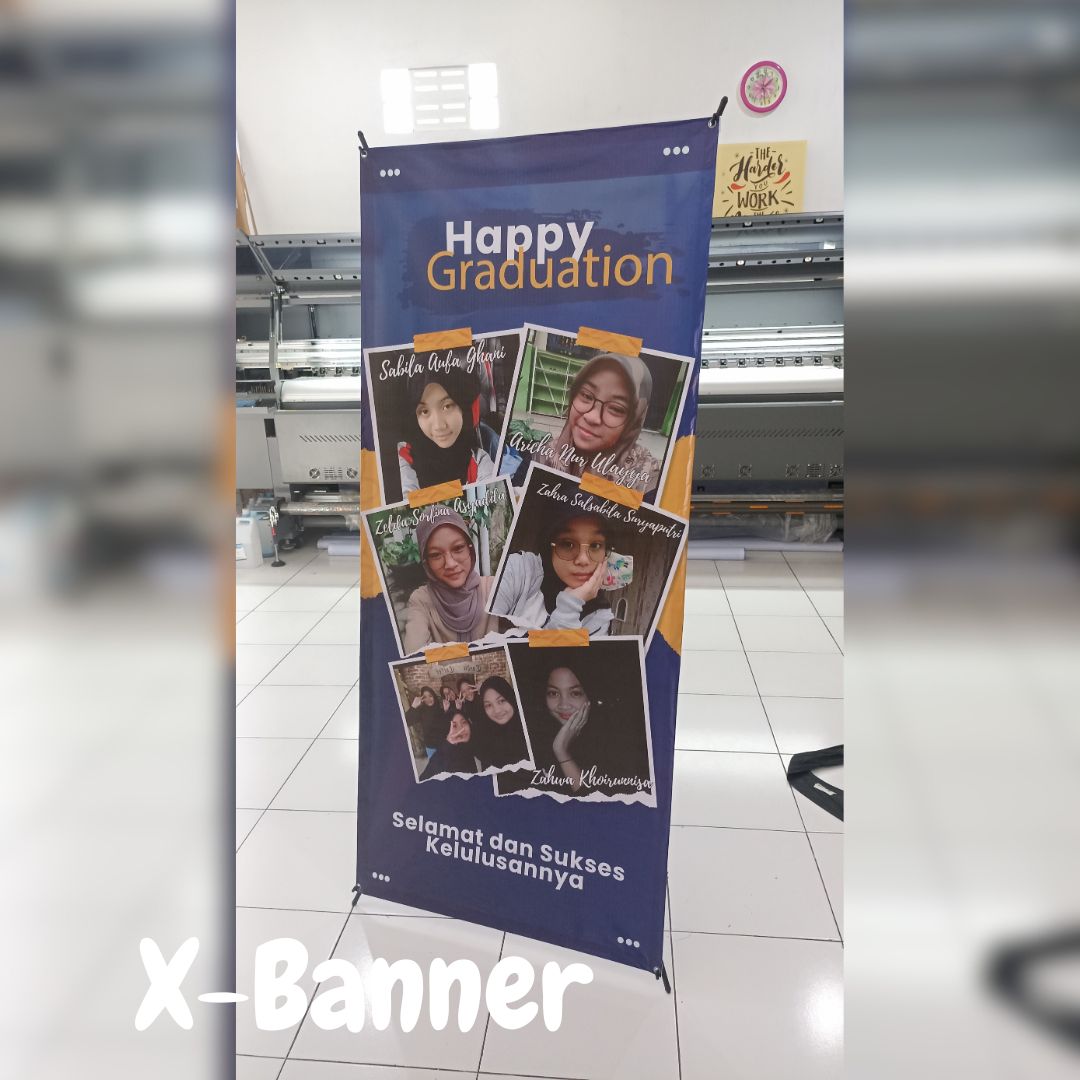 THE
Harder
YOU
WORK
Happy
Graduation
Sabila Aufa Ghani
Aricha Nur Ulayya
Asyadila
Zahra Salsabila Suryaputri
Zahwa Khoirunnisa
Selamat dan Sukses
Kelulusannya
X-Banner